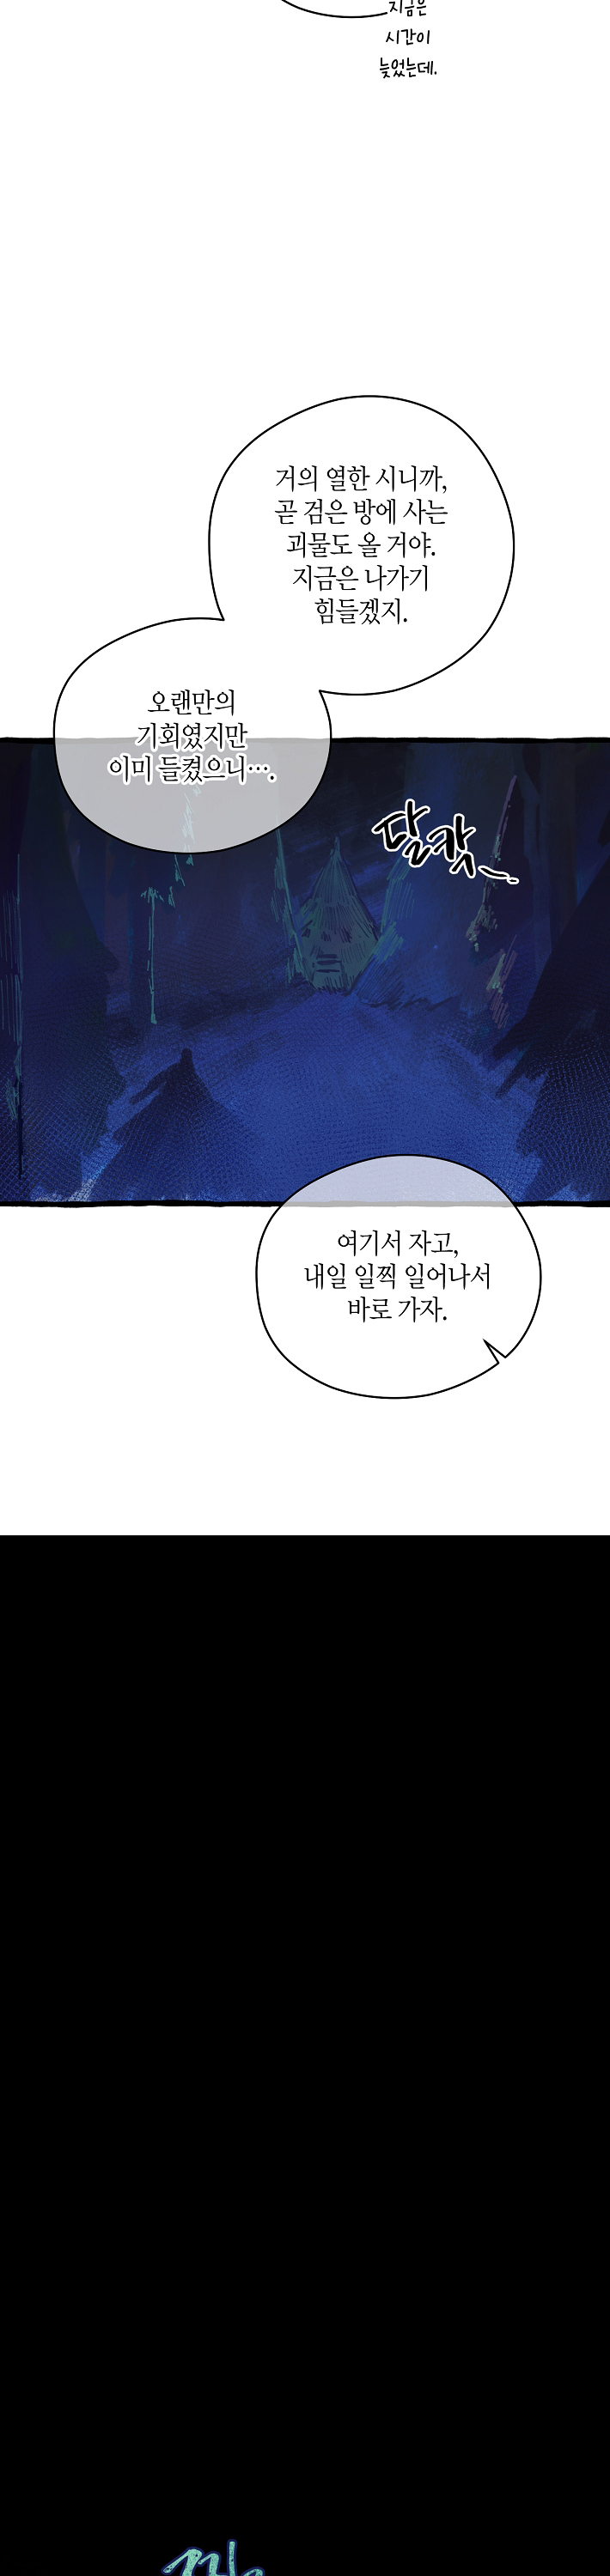 지금은
시간이
늦었는데.
거의 열한 시니까,
곧 검은 방에 사는
괴물도 올 거야.
지금은 나가기
힘들겠지.
오랜만의
기회였지만
이미 들켰으니….
달칵~
여기서 자고,
내일 일찍 일어나서
바로 가자.